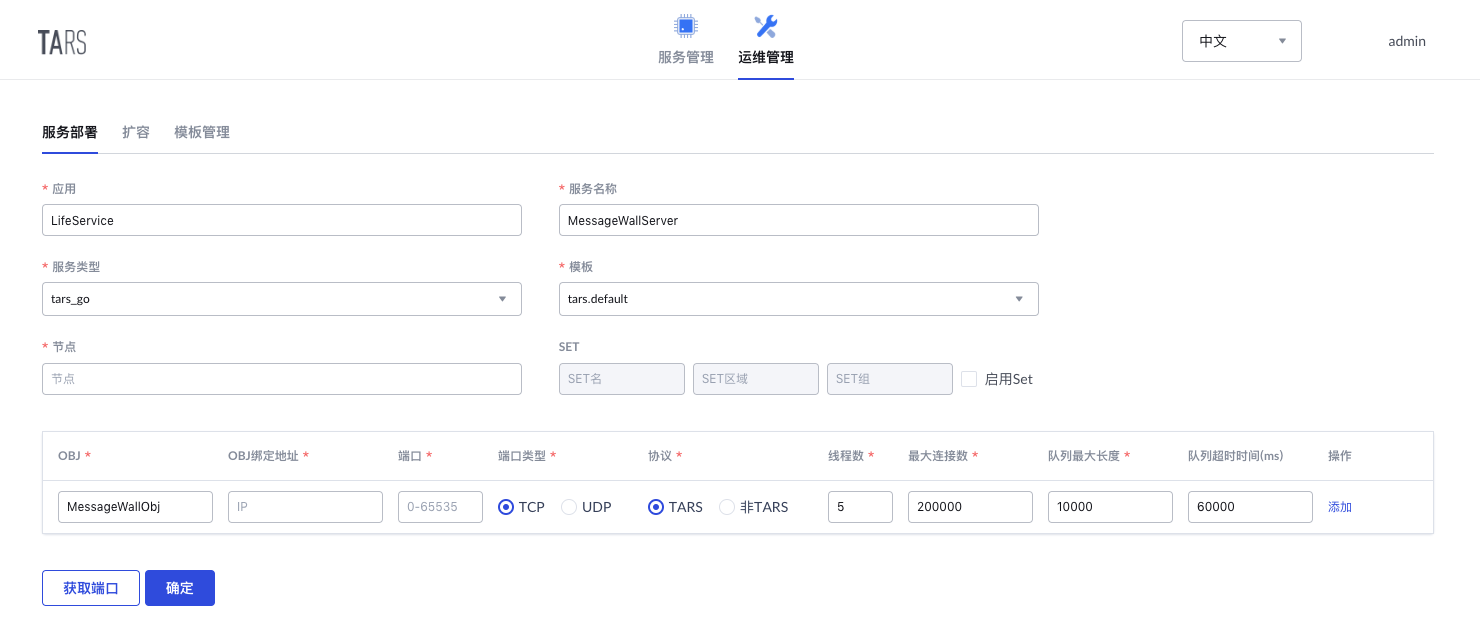 TARS
服务管理
运维管理
中文
admin
服务部署 扩容 模板管理
* 应用
* 服务名称
LifeService
MessageWallServer
* 服务类型
* 模板
tars_go
tars.default
* 节点
SET
节点
SET名 SET区域 SET组 启用Set
OBJ * OBJ绑定地址 * 端口 * 端口类型 * 协议 * 线程数 * 最大连接数 * 队列最大长度 * 队列超时时间(ms) 操作
MessageWallObj IP 0-65535 TCP UDP TARS 非TARS 5 200000 10000 60000 添加
获取端口 确定